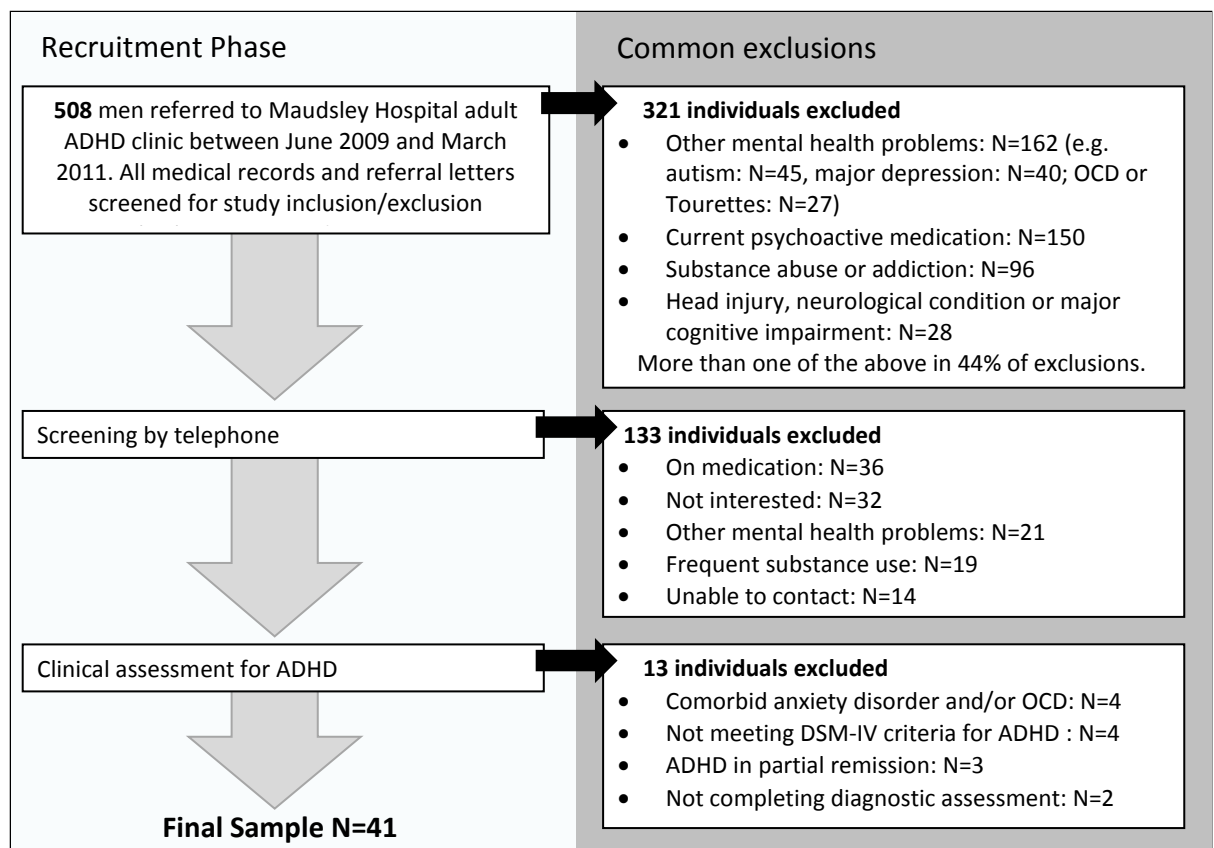 Recruitment Phase
Common exclusions
508 men referred to Maudsley Hospital adult
ADHD clinic between June 2009 and March
2011. All medical records and referral letters
screened for study inclusion/exclusion
321 individuals excluded
• Other mental health problems: N=162 (e.g.
autism: N=45, major depression: N=40; OCD or
Tourettes: N=27)
• Current psychoactive medication: N=150
• Substance abuse or addiction: N=96
• Head injury, neurological condition or major
cognitive impairment: N=28
More than one of the above in 44% of exclusions.
Screening by telephone
133 individuals excluded
• On medication: N=36
• Not interested: N=32
• Other mental health problems: N=21
• Frequent substance use: N=19
• Unable to contact: N=14
Clinical assessment for ADHD
13 individuals excluded
• Comorbid anxiety disorder and/or OCD: N=4
• Not meeting DSM-IV criteria for ADHD : N=4
• ADHD in partial remission: N=3
• Not completing diagnostic assessment: N=2
Final Sample N=41